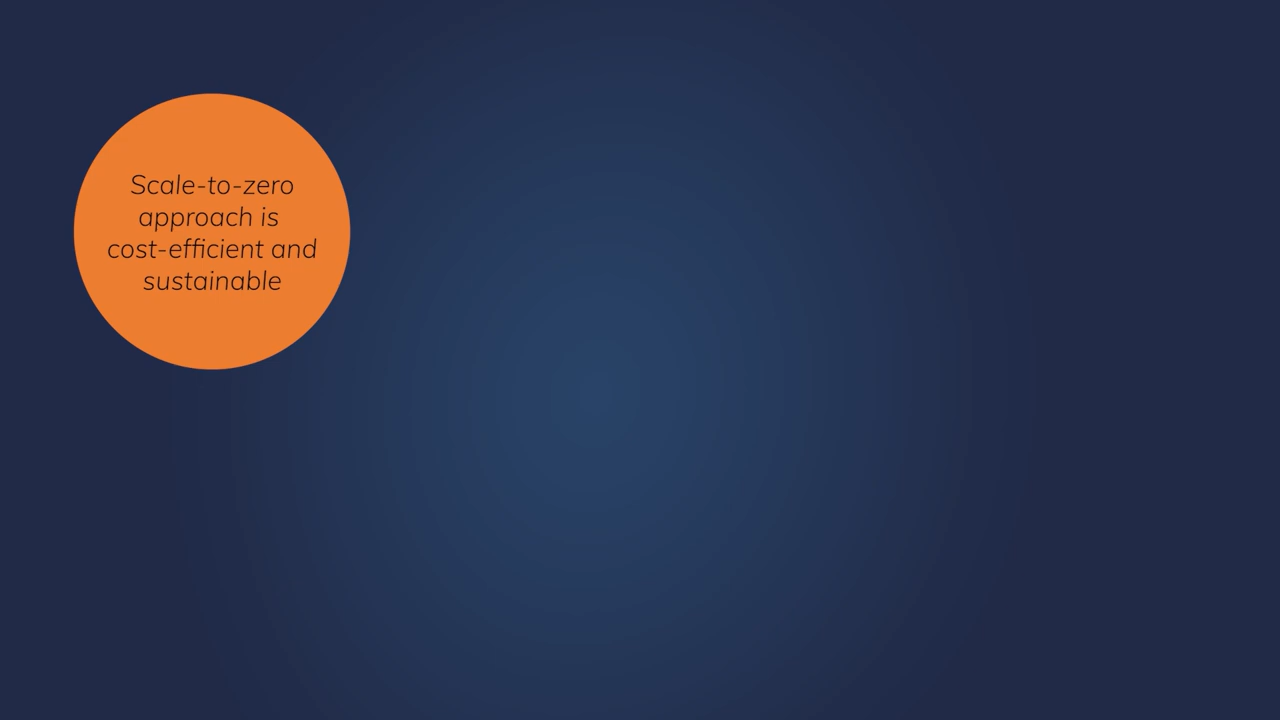 Scale-to-zero
approach is
cost-efficient and
sustainable